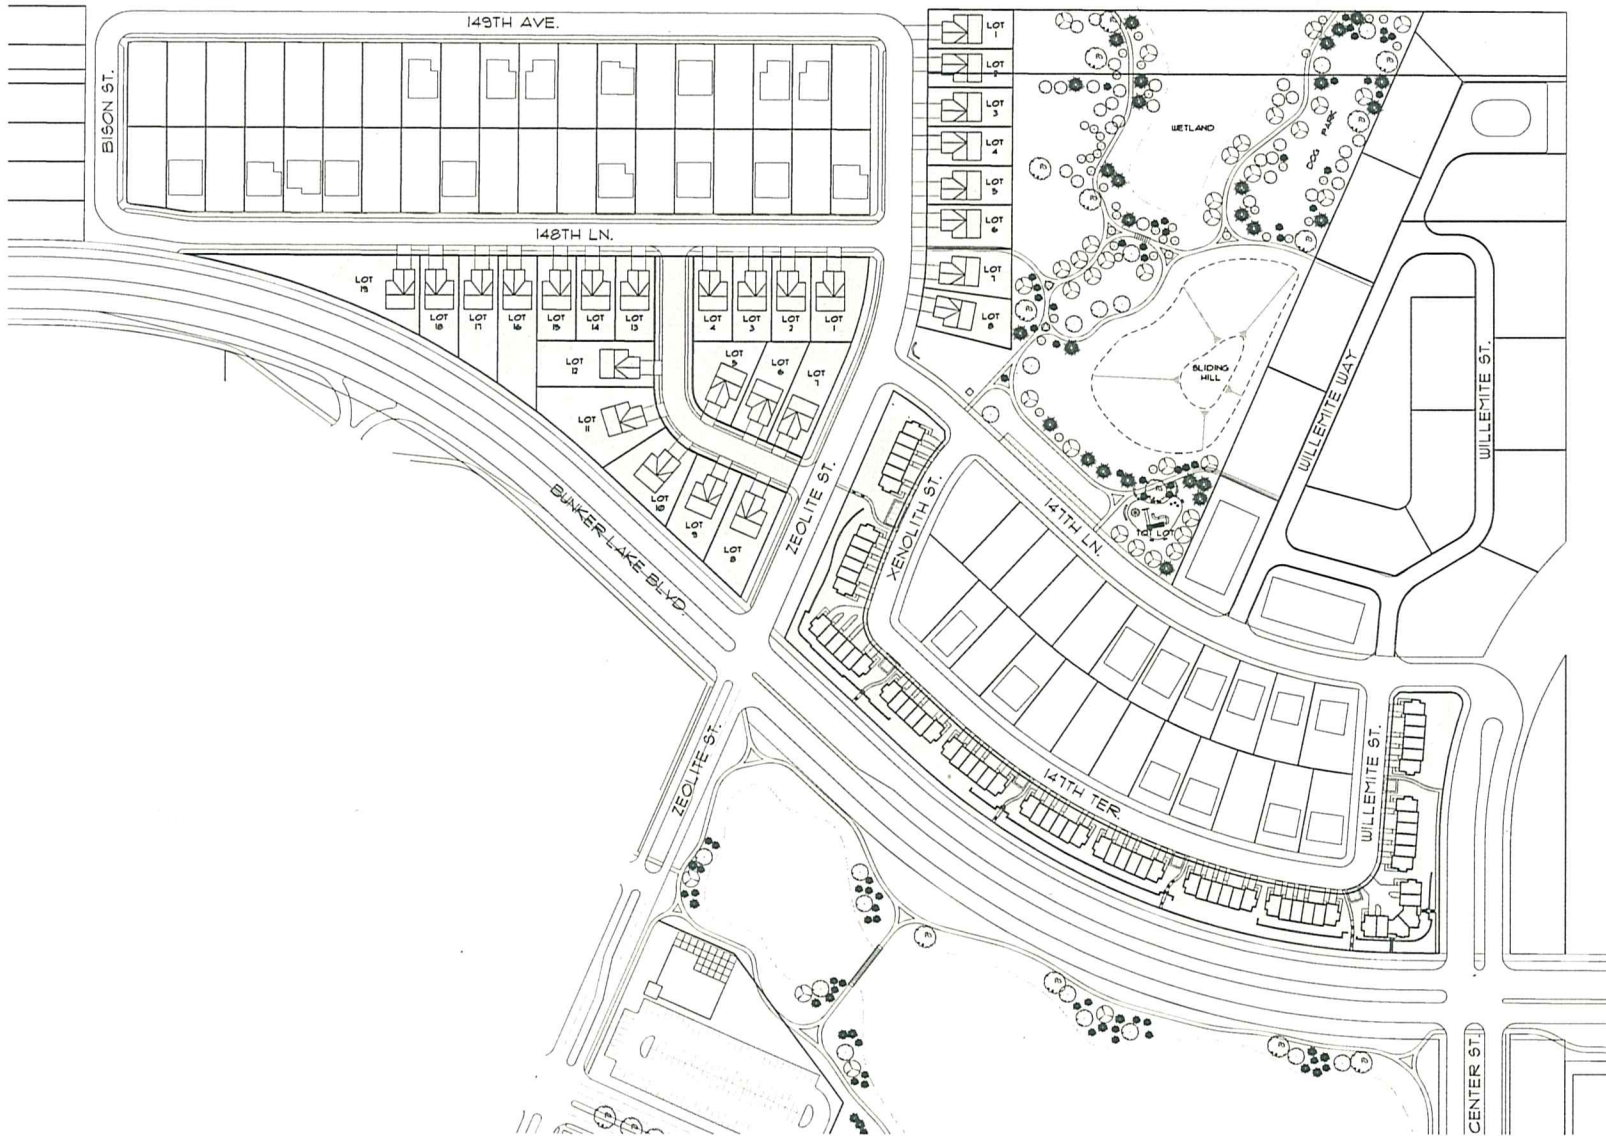 149TH AVE.
BISON ST.
148TH LN.
LOT
1
LOT
2
LOT
3
LOT
4
LOT
5
LOT
6
LOT
7
LOT
8
WETLAND
DOG PARK
LOT
19
LOT
18
LOT
17
LOT
16
LOT
15
LOT
14
LOT
13
LOT
4
LOT
3
LOT
2
LOT
1
LOT
12
LOT
5
LOT
6
LOT
7
LOT
11
LOT
10
LOT
9
LOT
8
SLIDING
HILL
WILLEMITE WAY
WILLEMITE ST.
BUNKER LAKE BLVD.
ZEOLITE ST.
XENOLITH ST.
147TH LN.
TOT LOT
ZEOLITE ST.
147TH TER.
WILLEMITE ST.
CENTER ST.